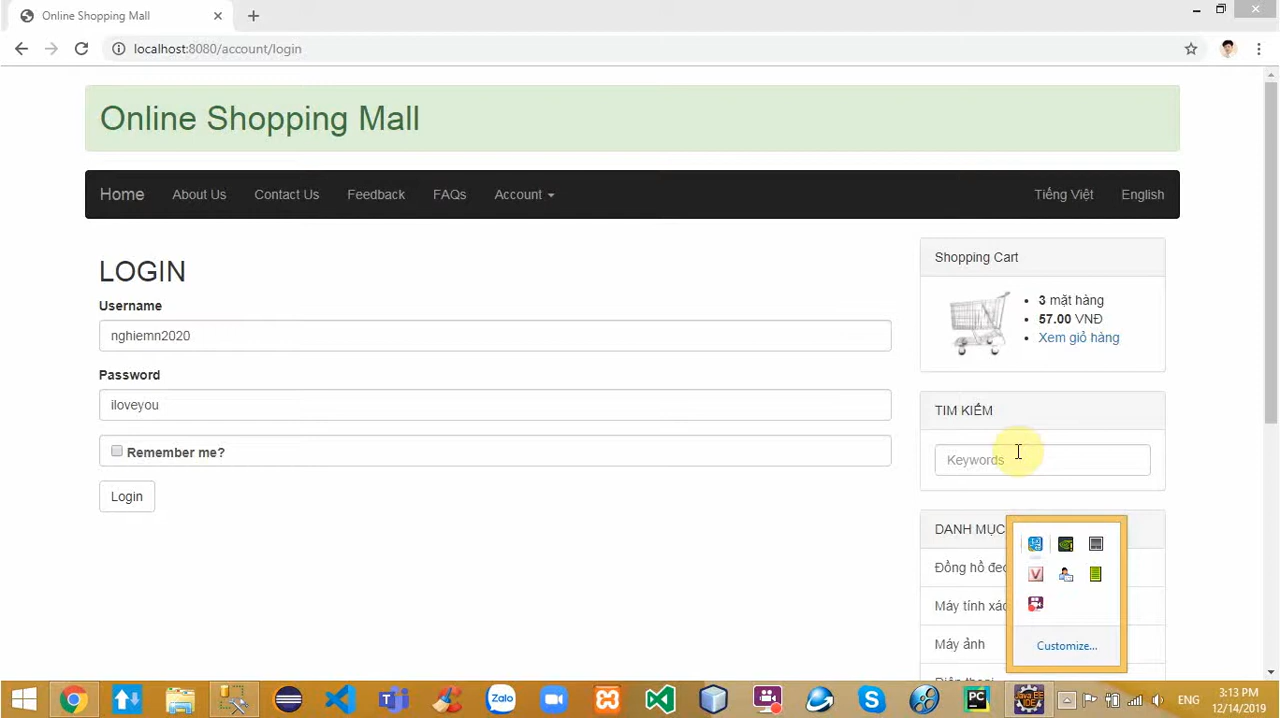 Online Shopping Mall
localhost:8080/account/login
Online Shopping Mall
Home About Us Contact Us Feedback FAQs Account Tiếng Việt English
LOGIN
Username
nghiemn2020
Password
iloveyou
Remember me?
Login
Shopping Cart
3 mặt hàng
57.00 VNĐ
Xem giỏ hàng
TIM KIẾM
Keywords
DANH MỤC
Đồng hồ đeo
Máy tính xác
Máy ảnh
Customize...
Zalo
ENG
3:13 PM
12/14/2019